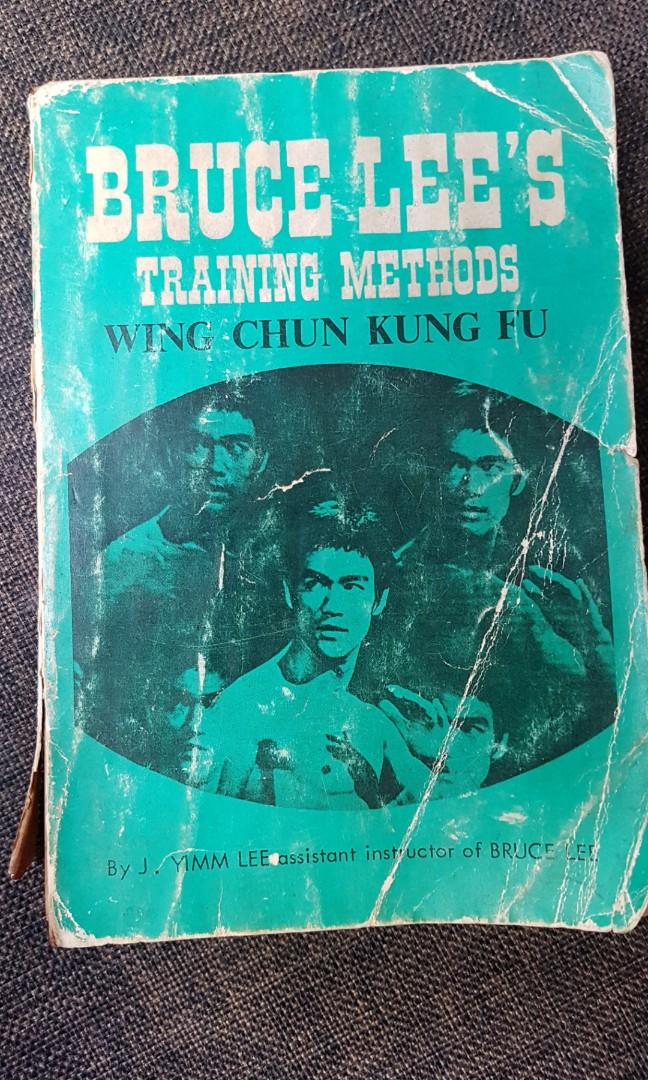 BRUCE LEE'S
TRAINING METHODS
WING CHUN KUNG FU
By J. YIMM LEE assistant instructor of BRUCE LEE